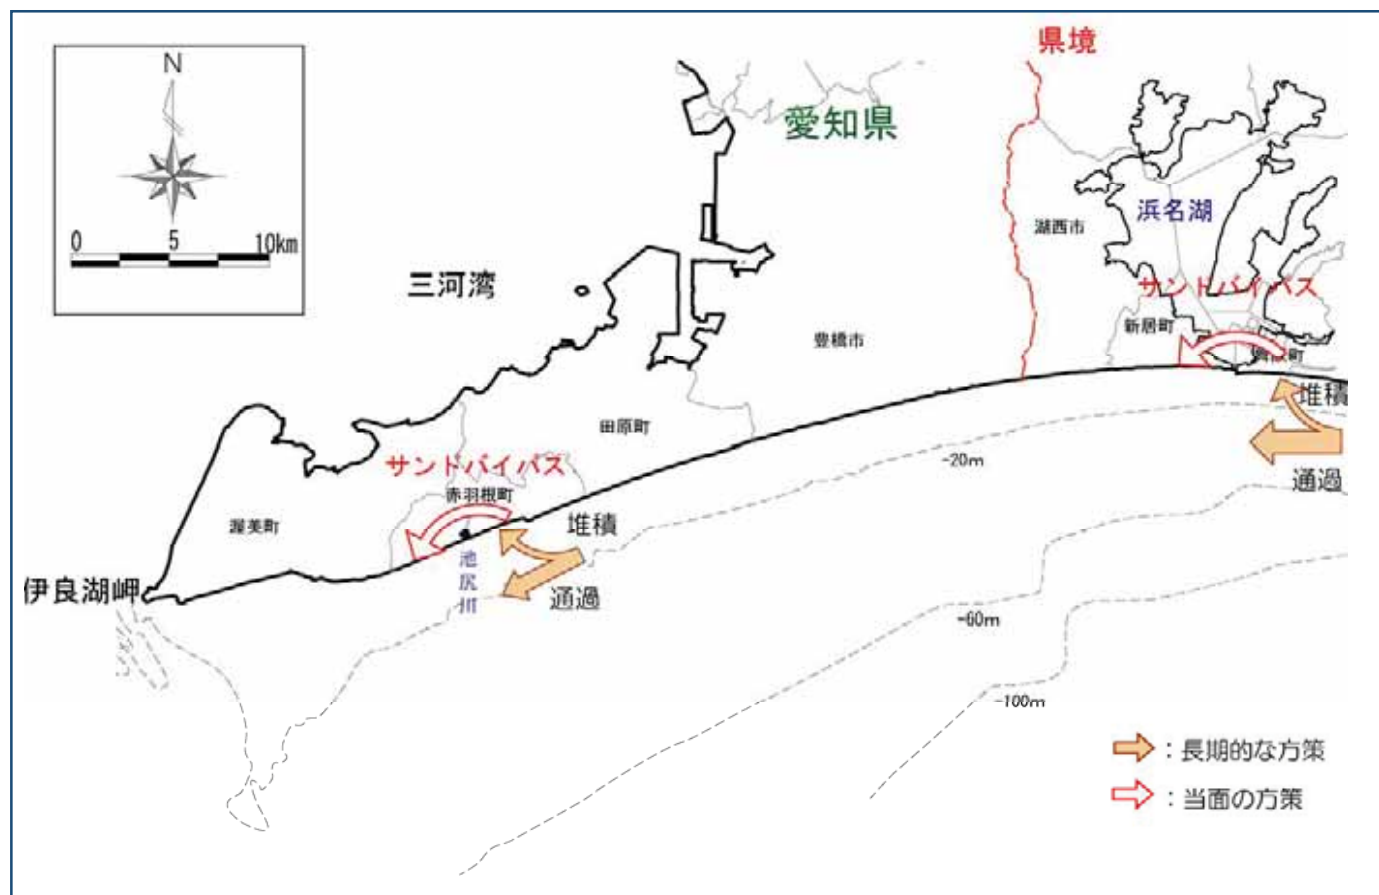 県境
N
愛知県
0 5 10km
浜名湖
湖西市
三河湾
サンドバイパス
新居町
豊橋市
町
堆積
田原町
-20m
サンドバイパス
通過
赤羽根町
渥美町
堆積
池尻川
伊良湖岬
通過
-60m
-100m
：長期的な方策
：当面の方策